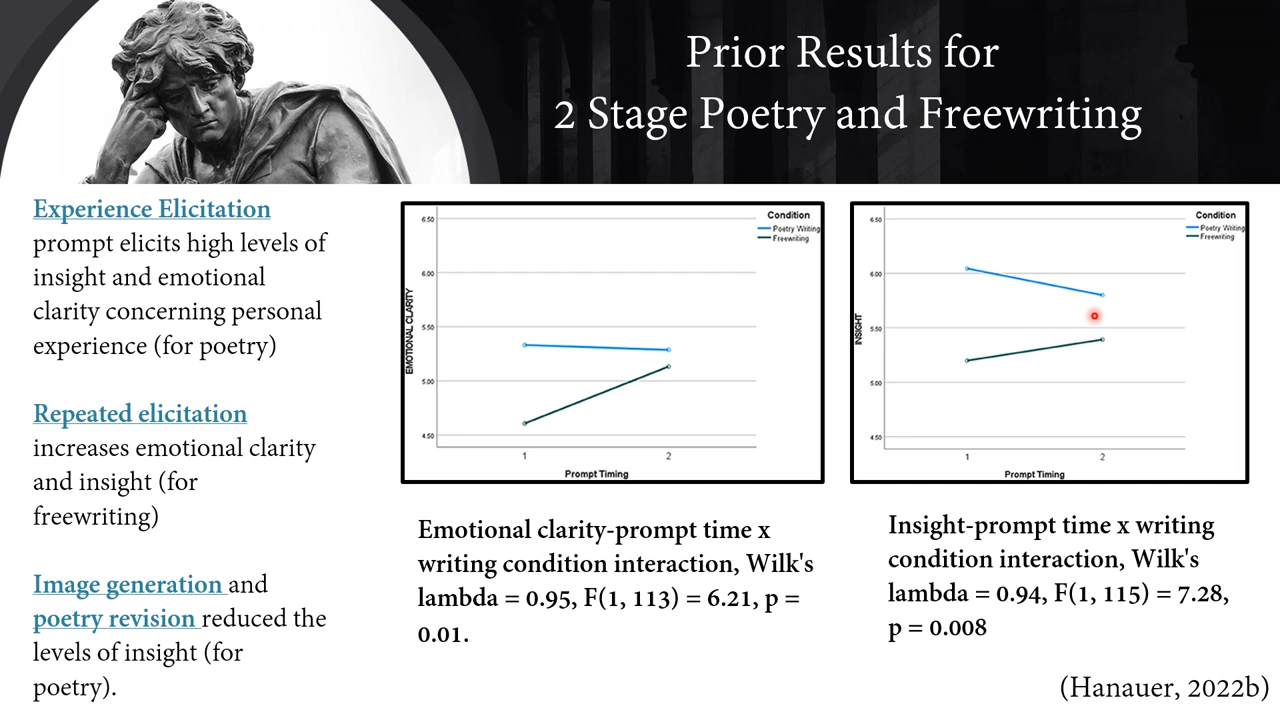 Prior Results for
2 Stage Poetry and Freewriting
Experience Elicitation
prompt elicits high levels of
insight and emotional
clarity concerning personal
experience (for poetry)
Repeated elicitation
increases emotional clarity
and insight (for
freewriting)
Image generation and
poetry revision reduced the
levels of insight (for
poetry).
Condition
Poetry Writing
Freewriting
6.50
6.00
5.50
5.00
4.50
EMOTIONAL CLARITY
1 2
Prompt Timing
Emotional clarity-prompt time x
writing condition interaction, Wilk's
lambda = 0.95, F(1, 113) = 6.21, p =
0.01.
Condition
Poetry Writing
Freewriting
6.50
6.00
5.50
5.00
4.50
INSIGHT
1 2
Prompt Timing
Insight-prompt time x writing
condition interaction, Wilk's
lambda = 0.94, F(1, 115) = 7.28,
p = 0.008
(Hanauer, 2022b)